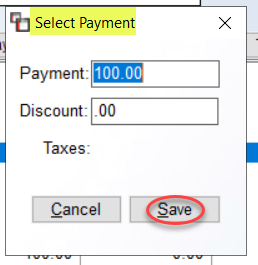 Select Payment
Payment: 100.00
Discount: .00
Taxes:
Cancel Save